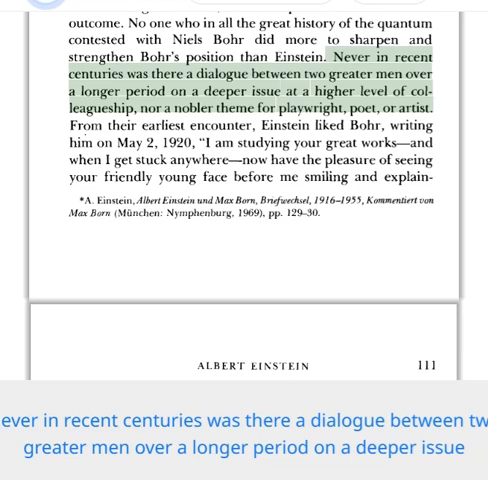 outcome. No one who in all the great history of the quantum
contested with Niels Bohr did more to sharpen and
strengthen Bohr's position than Einstein. Never in recent
centuries was there a dialogue between two greater men over
a longer period on a deeper issue at a higher level of col-
leagueship, nor a nobler theme for playwright, poet, or artist.
From their earliest encounter, Einstein liked Bohr, writing
him on May 2, 1920, "I am studying your great works—and
when I get stuck anywhere—now have the pleasure of seeing
your friendly young face before me smiling and explain-
*A. Einstein, Albert Einstein und Max Born, Briefwechsel, 1916–1955, Kommentiert von
Max Born (München: Nymphenburg, 1969), pp. 129–30.
ALBERT EINSTEIN 111
ever in recent centuries was there a dialogue between tw
greater men over a longer period on a deeper issue